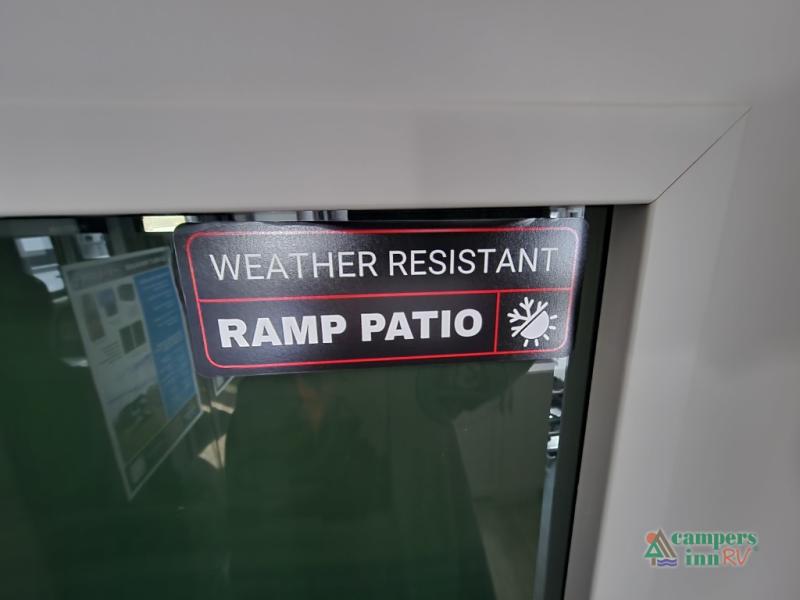 WEATHER RESISTANT
RAMP PATIO
campers
inn RV